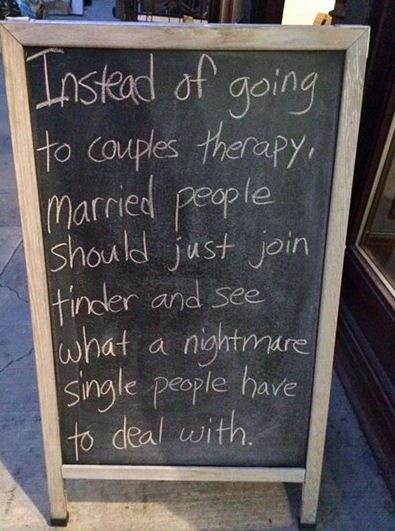 Instead of going
to couples therapy,
married people
should just join
tinder and see
what a nightmare
single people have
to deal with.